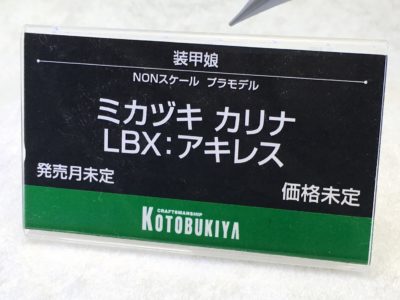 装甲娘
NONスケール プラモデル
ミカヅキ カリナ
LBX:アキレス
発売月未定
価格未定
CRAFTSMANSHIP
KOTOBUKIYA